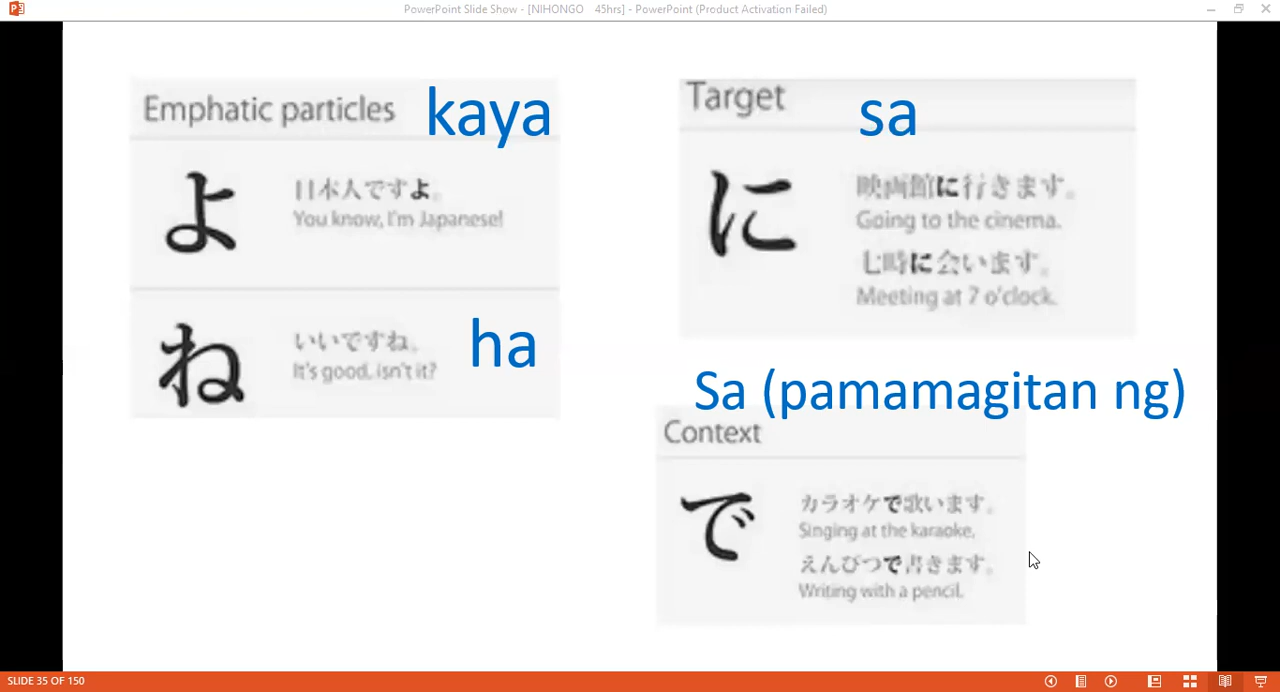 PowerPoint Slide Show - [NIHONGO 45hrs] - PowerPoint (Product Activation Failed)
Emphatic particles kaya
よ
日本人ですよ。
You know, I'm Japanese!
ね
いいですね。
It's good, isn't it?
ha
Target sa
に
映画館に行きます。
Going to the cinema.
七時に会います。
Meeting at 7 o'clock.
Sa (pamamagitan ng)
Context
で
カラオケで歌います。
Singing at the karaoke.
えんぴつで書きます。
Writing with a pencil.
SLIDE 35 OF 150